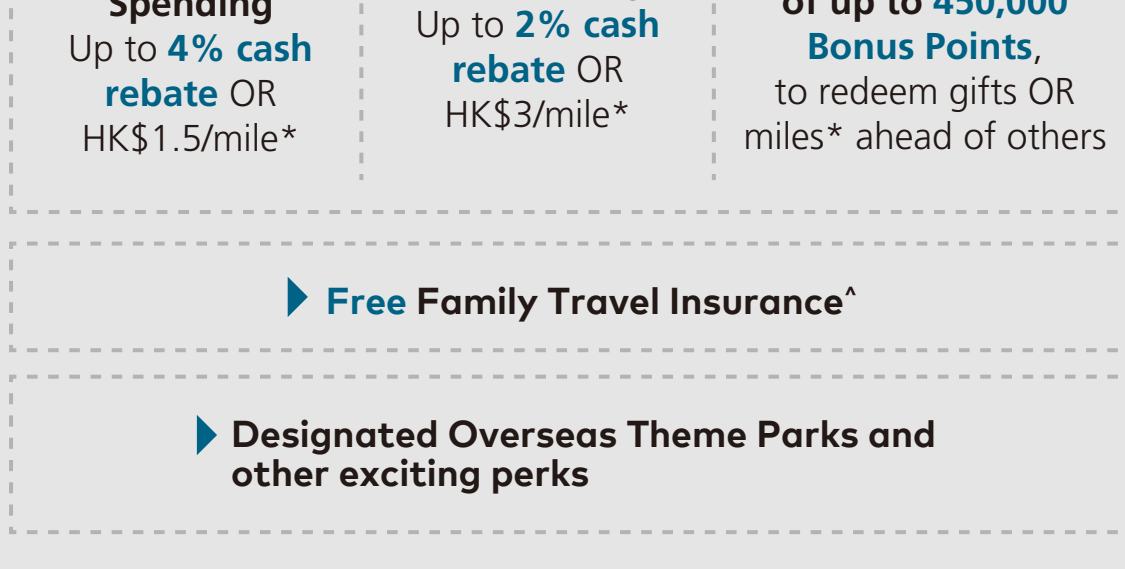 Spending
Up to 4% cash
rebate OR
HK$1.5/mile*
Up to 2% cash
rebate OR
HK$3/mile*
of up to 450,000
Bonus Points,
to redeem gifts OR
miles* ahead of others
Free Family Travel Insurance^
Designated Overseas Theme Parks and
other exciting perks